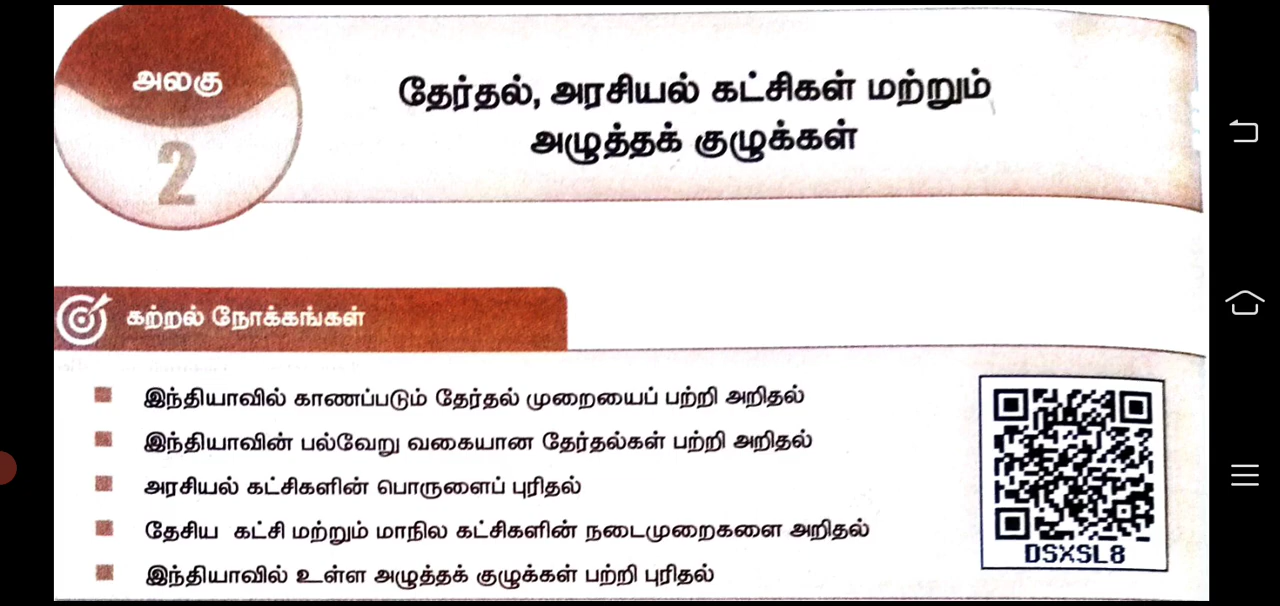 அலகு
2
தேர்தல், அரசியல் கட்சிகள் மற்றும்
அழுத்தக் குழுக்கள்
கற்றல் நோக்கங்கள்
இந்தியாவில் காணப்படும் தேர்தல் முறையைப் பற்றி அறிதல்
இந்தியாவின் பல்வேறு வகையான தேர்தல்கள் பற்றி அறிதல்
அரசியல் கட்சிகளின் பொருளைப் புரிதல்
தேசிய கட்சி மற்றும் மாநில கட்சிகளின் நடைமுறைகளை அறிதல்
இந்தியாவில் உள்ள அழுத்தக் குழுக்கள் பற்றி புரிதல்
DSXSL8